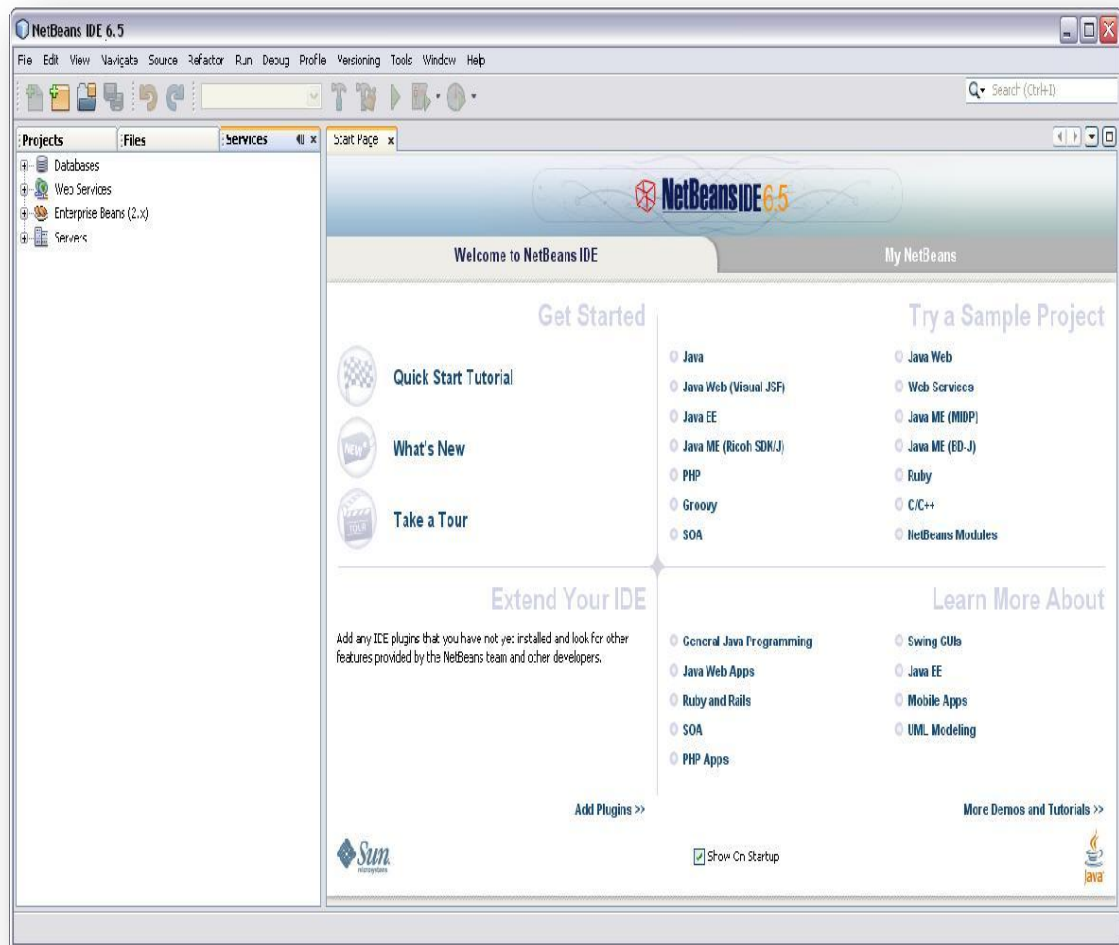 NetBeans IDE 6.5
File Edit View Navigate Source Refactor Run Debug Profile Versioning Tools Window Help
Search (Ctrl+I)
Projects Files Services
Start Page
Databases
Web Services
Enterprise Beans (2.x)
Servers
NetBeans IDE 6.5
Welcome to NetBeans IDE
My NetBeans
Get Started
Quick Start Tutorial
NEW
What's New
TOUR
Take a Tour
Try a Sample Project
Java
Java Web
Java Web (Visual JSF)
Web Services
Java EE
Java ME (MIDP)
Java ME (Ricoh SDK/J)
Java ME (BD-J)
PHP
Ruby
Groovy
C/C++
SOA
NetBeans Modules
Extend Your IDE
Add any IDE plugins that you have not yet installed and look for other
features provided by the NetBeans team and other developers.
Add Plugins >>
Learn More About
General Java Programming
Swing GUIs
Java Web Apps
Java EE
Ruby and Rails
Mobile Apps
SOA
UML Modeling
PHP Apps
More Demos and Tutorials >>
Sun
microsystems
Show On Startup
Java